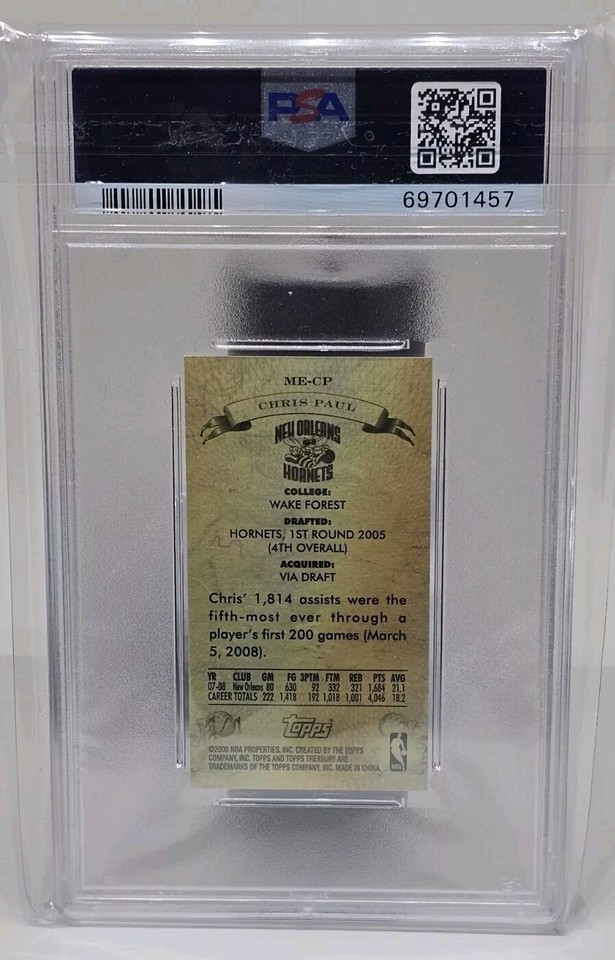 PSA
69701457
ME-CP
CHRIS PAUL
NEW ORLEANS
HORNETS
COLLEGE:
WAKE FOREST
DRAFTED:
HORNETS, 1ST ROUND 2005
(4TH OVERALL)
ACQUIRED:
VIA DRAFT
Chris' 1,814 assists were the
fifth-most ever through a
player's first 200 games (March
5, 2008).
YR CLUB GM FG 3PTM FTM REB PTS AVG
07-08 New Orleans 80 630 92 332 321 1,684 21.1
CAREER TOTALS 222 1,418 192 1,018 1,001 4,046 18.2
1/1
topps
©2008 NBA PROPERTIES, INC. CREATED BY THE TOPPS
COMPANY, INC. TOPPS AND TOPPS TREASURY ARE
TRADEMARKS OF THE TOPPS COMPANY, INC. MADE IN CHINA.
NBA